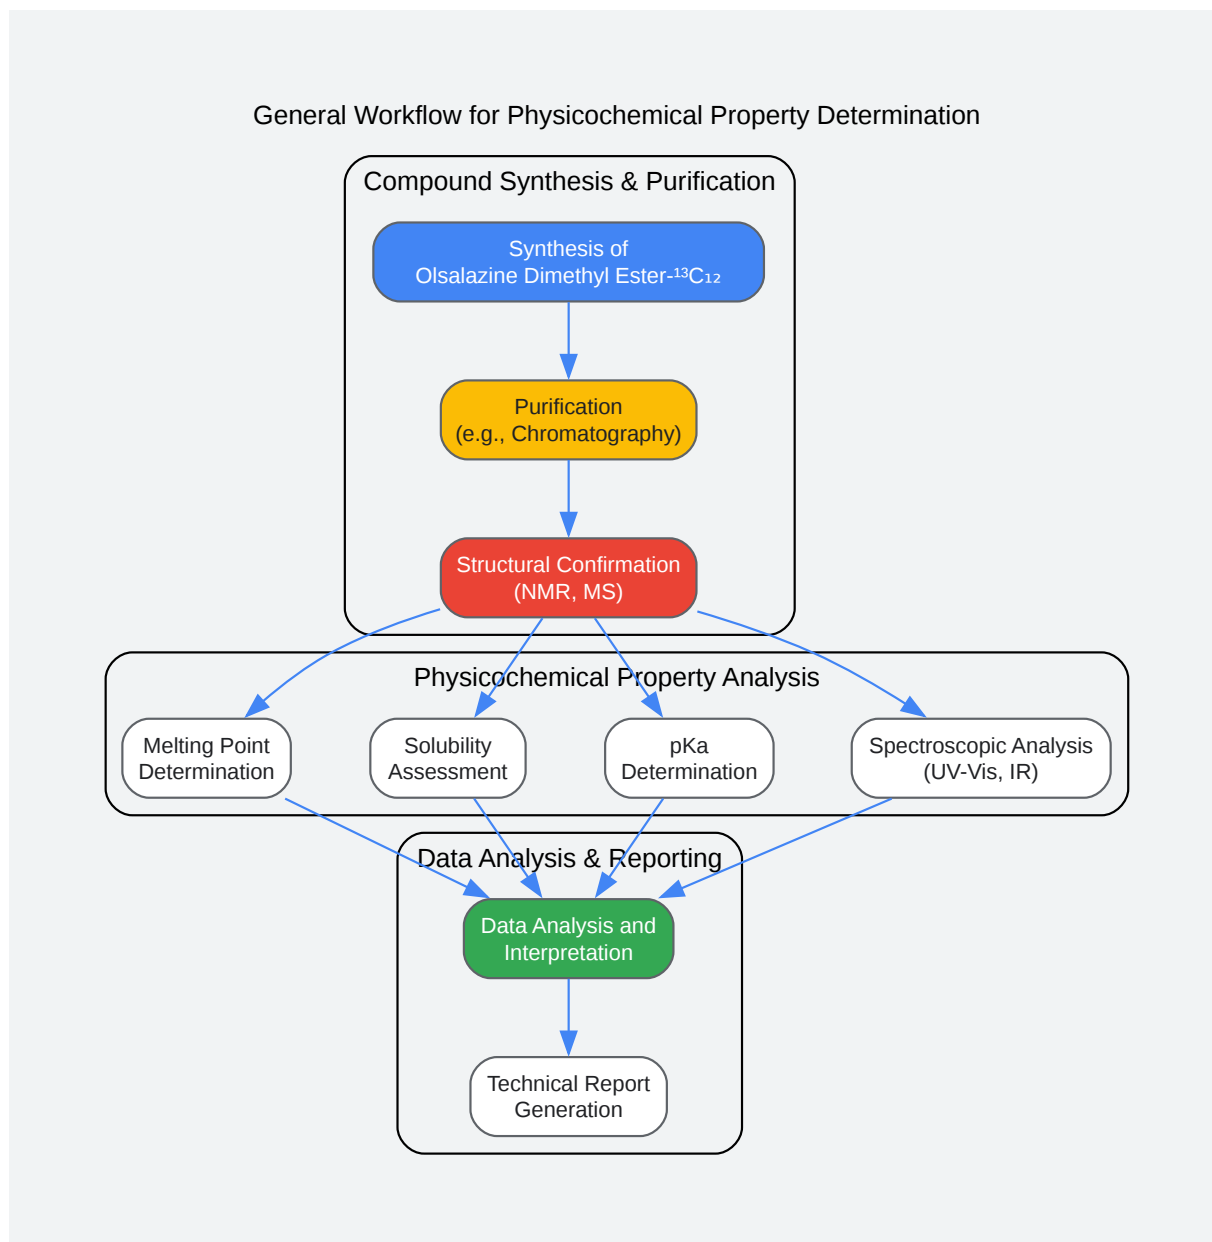 General Workflow for Physicochemical Property Determination
Compound Synthesis & Purification
Synthesis of
Olsalazine Dimethyl Ester-¹³C₁₂
Purification
(e.g., Chromatography)
Structural Confirmation
(NMR, MS)
Physicochemical Property Analysis
Melting Point
Determination
Solubility
Assessment
pKa
Determination
Spectroscopic Analysis
(UV-Vis, IR)
Data Analysis & Reporting
Data Analysis and
Interpretation
Technical Report
Generation